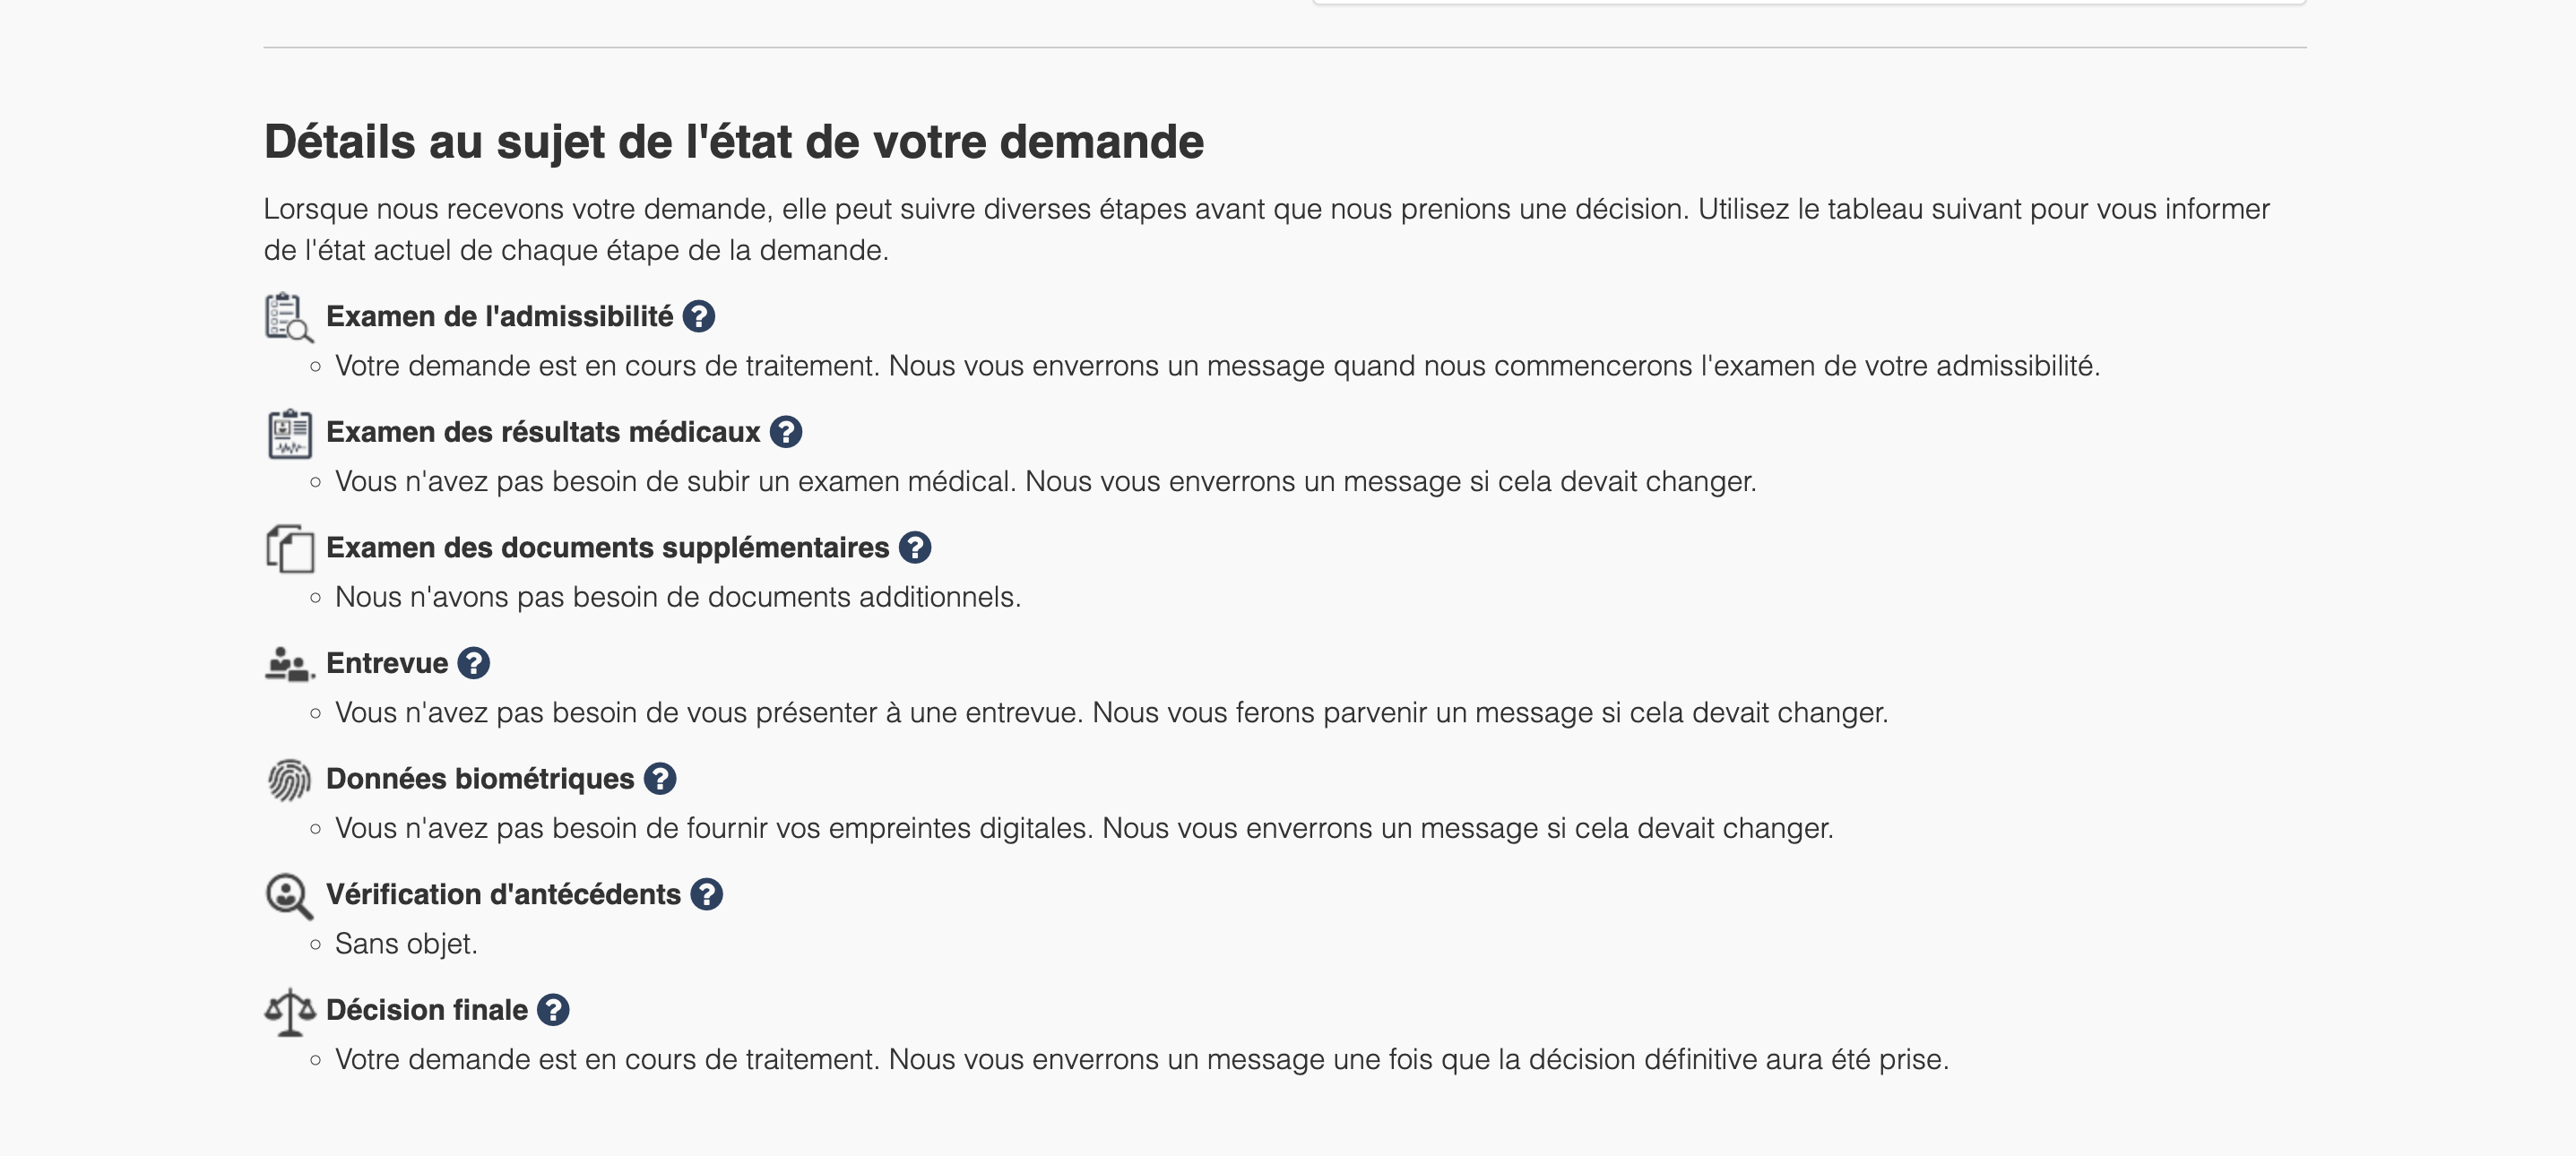 Détails au sujet de l'état de votre demande
Lorsque nous recevons votre demande, elle peut suivre diverses étapes avant que nous prenions une décision. Utilisez le tableau suivant pour vous informer
de l'état actuel de chaque étape de la demande.
Examen de l'admissibilité ?
Votre demande est en cours de traitement. Nous vous enverrons un message quand nous commencerons l'examen de votre admissibilité.
Examen des résultats médicaux ?
Vous n'avez pas besoin de subir un examen médical. Nous vous enverrons un message si cela devait changer.
Examen des documents supplémentaires ?
Nous n'avons pas besoin de documents additionnels.
Entrevue ?
Vous n'avez pas besoin de vous présenter à une entrevue. Nous vous ferons parvenir un message si cela devait changer.
Données biométriques ?
Vous n'avez pas besoin de fournir vos empreintes digitales. Nous vous enverrons un message si cela devait changer.
Vérification d'antécédents ?
Sans objet.
Décision finale ?
Votre demande est en cours de traitement. Nous vous enverrons un message une fois que la décision définitive aura été prise.